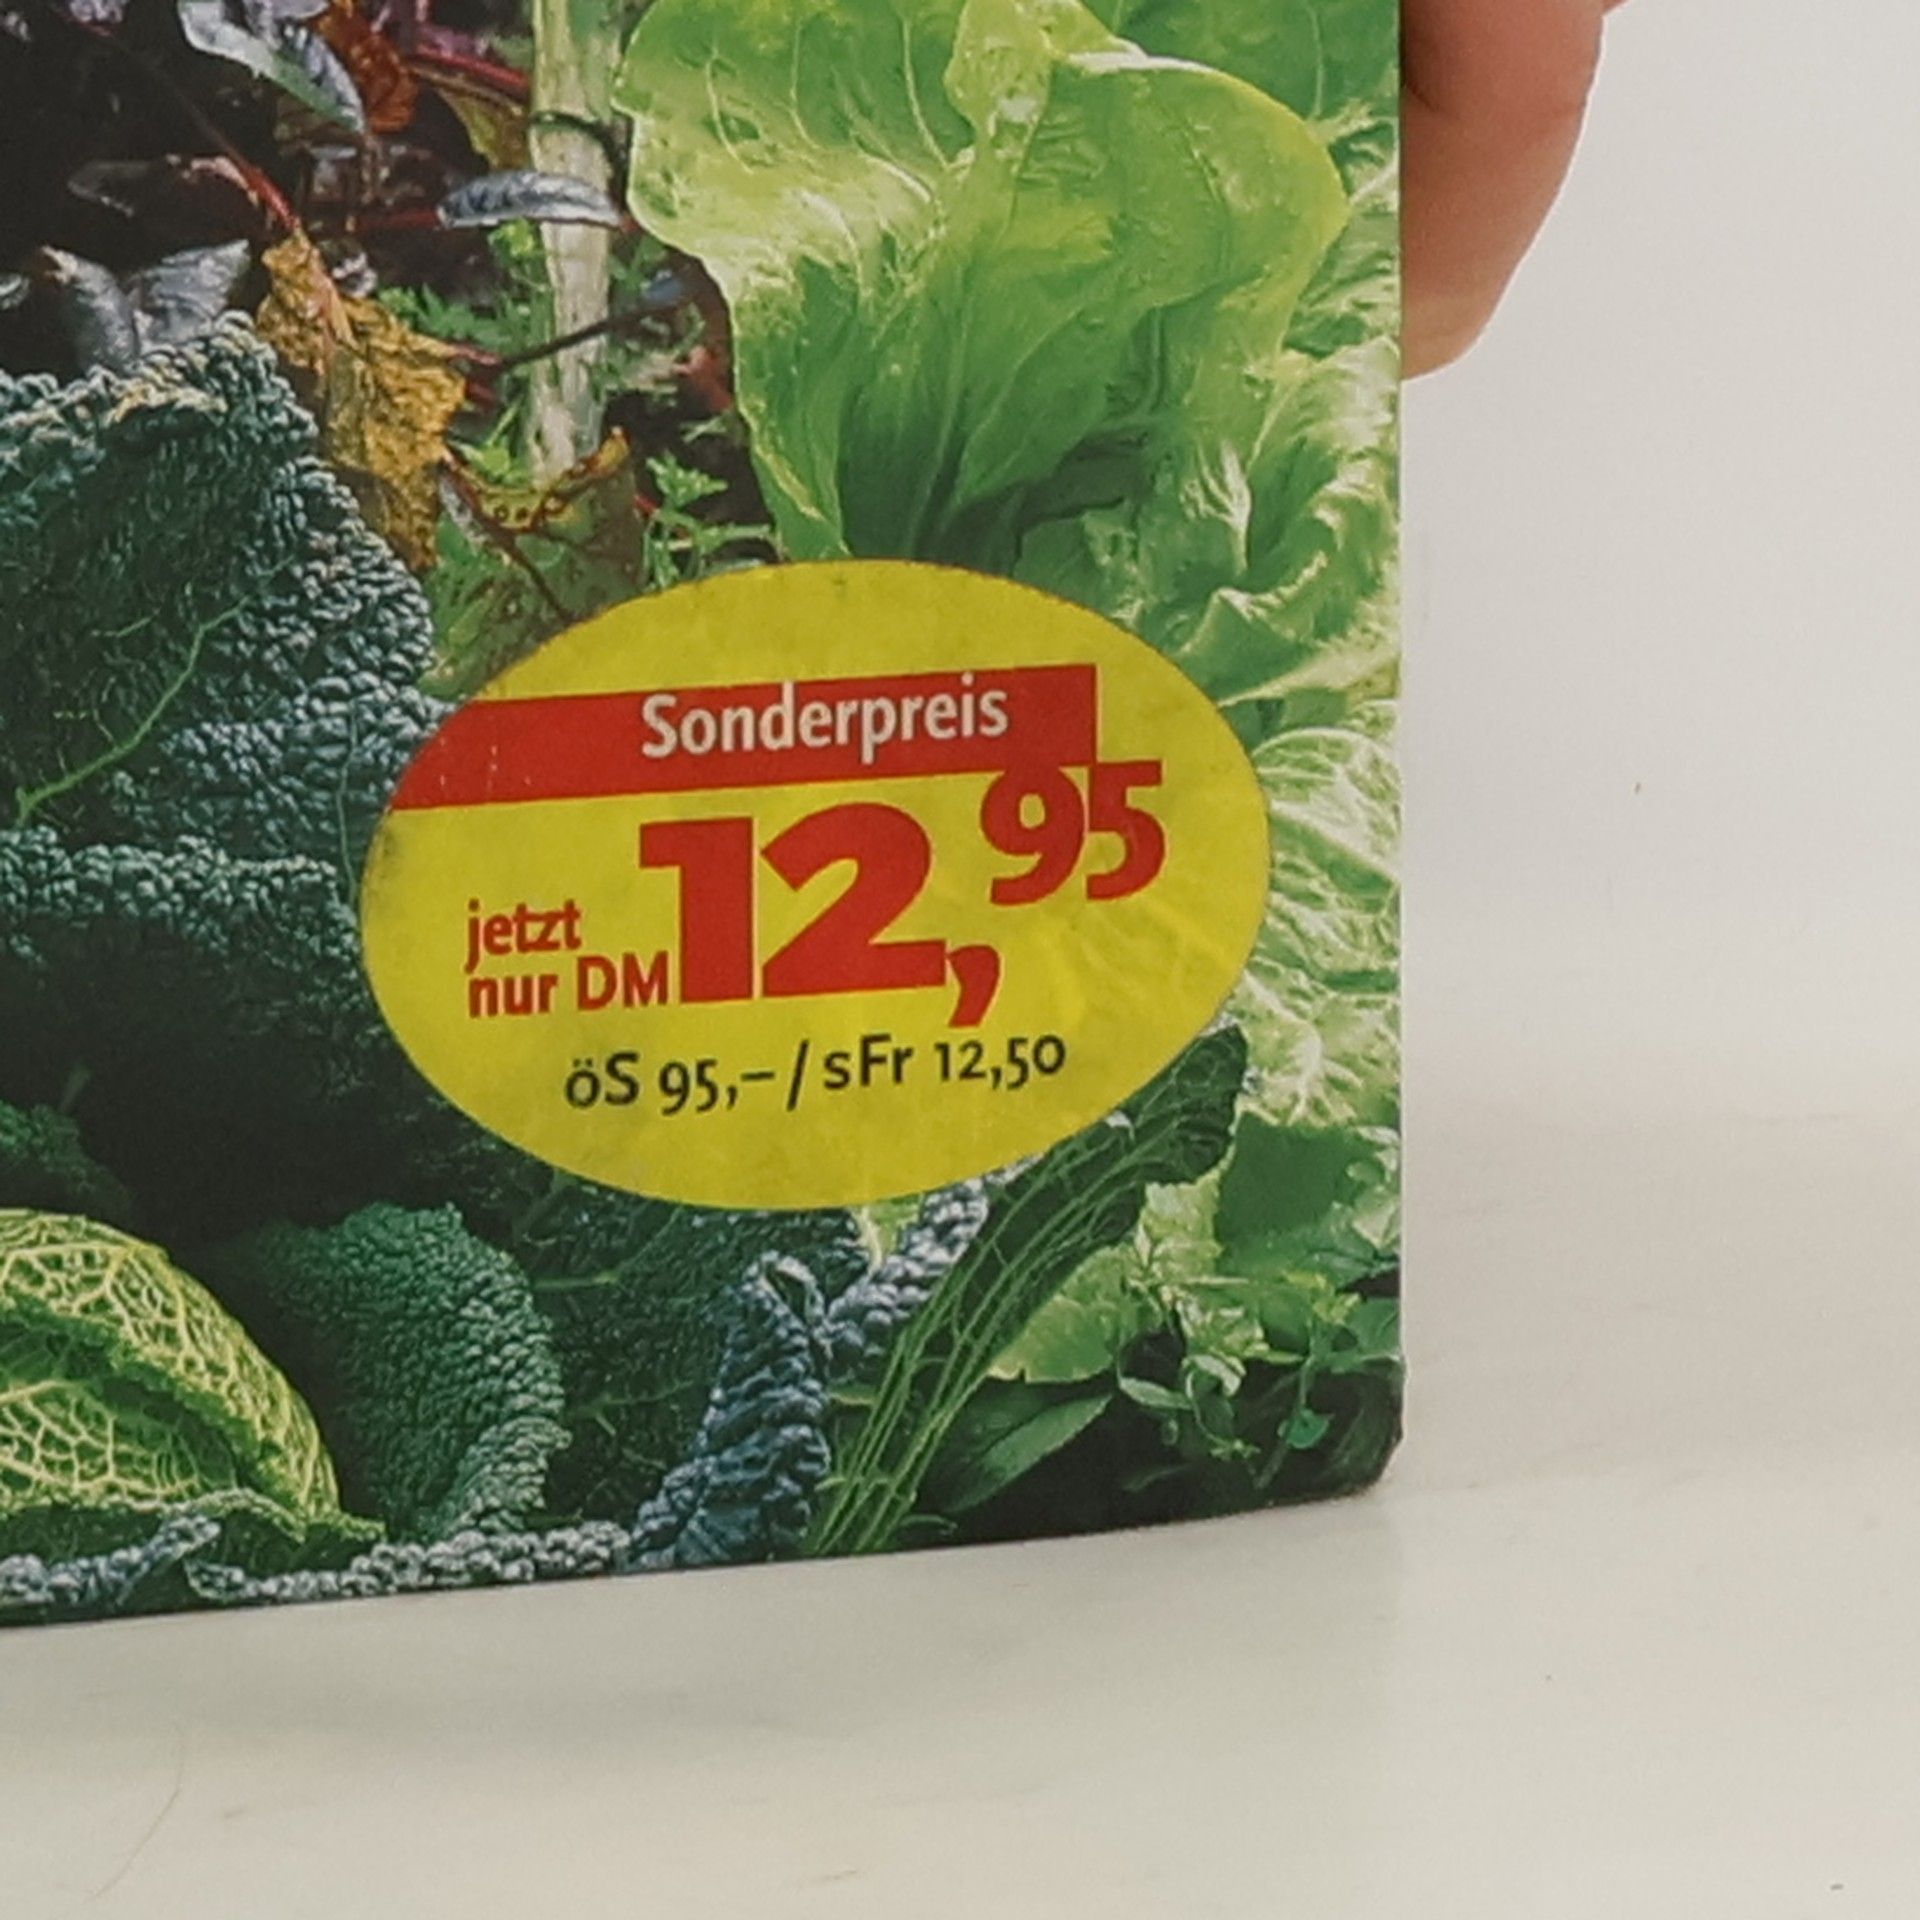 Sonderpreis
jetzt
nur DM 12,95
öS 95,– / sFr 12,50